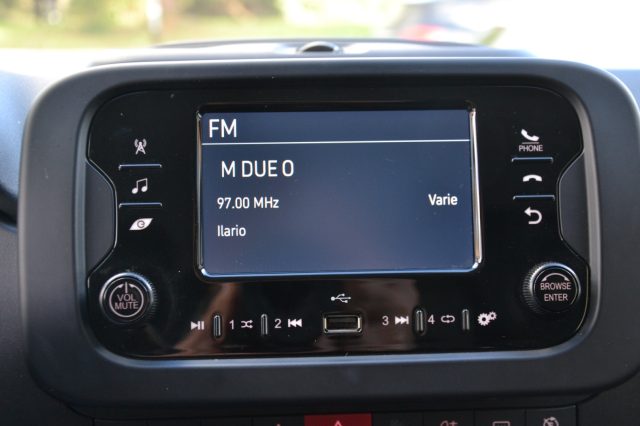 FM
M DUE O
97.00 MHz Varie
Ilario
PHONE
VOL
MUTE
BROWSE
ENTER
1 2 3 4